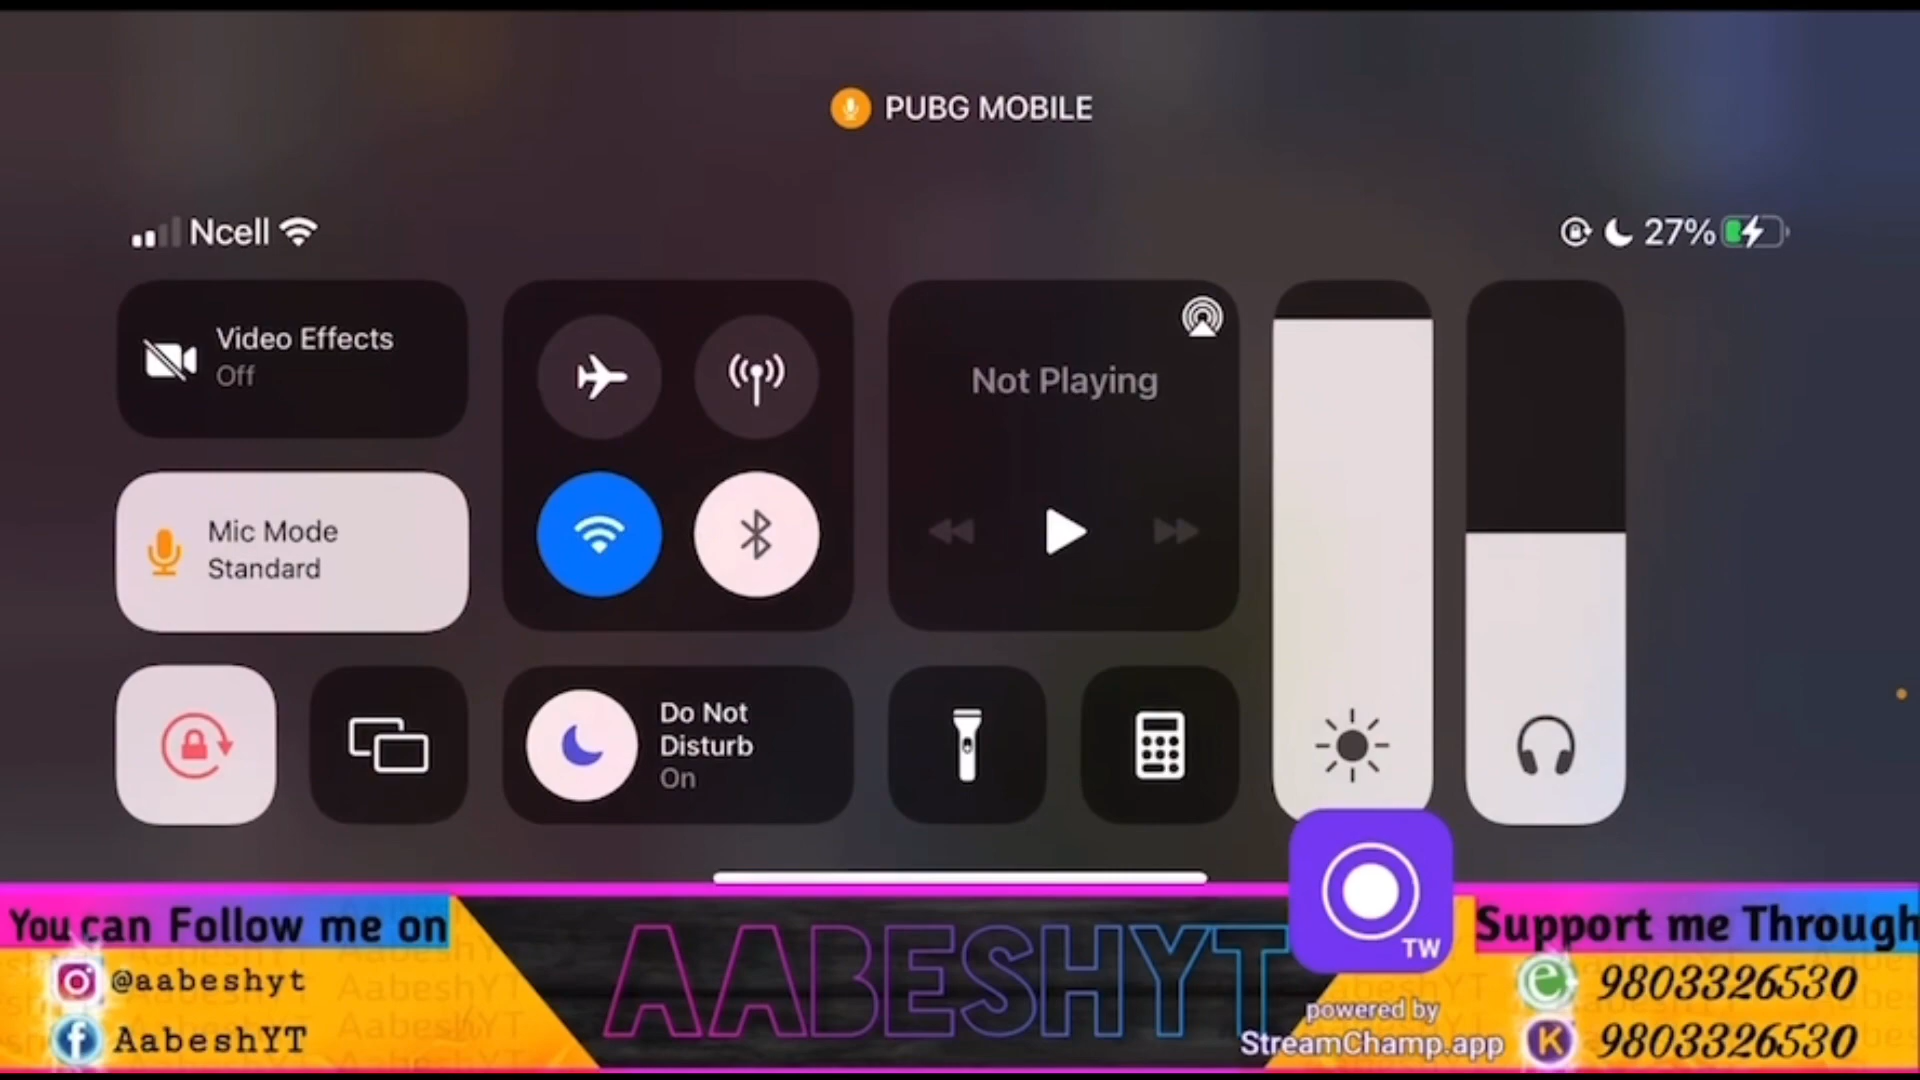 PUBG MOBILE
Ncell
27%
Video Effects
Off
Not Playing
Mic Mode
Standard
Do Not
Disturb
On
You can Follow me on
@aabeshyt
AabeshYT
AABESHYT
TW
powered by
StreamChamp.app
Support me Through
9803326530
9803326530